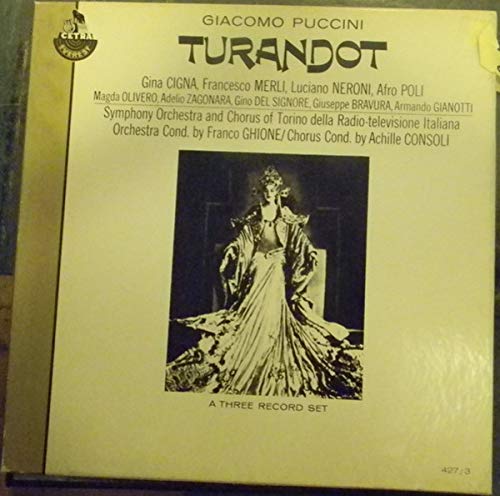 CETRA
EVEREST
GIACOMO PUCCINI
TURANDOT
Gina CIGNA, Francesco MERLI, Luciano NERONI, Afro POLI
Magda OLIVERO, Adelio ZAGONARA, Gino DEL SIGNORE, Giuseppe BRAVURA, Armando GIANOTTI
Symphony Orchestra and Chorus of Torino della Radio-televisione Italiana
Orchestra Cond. by Franco GHIONE/Chorus Cond. by Achille CONSOLI
A THREE RECORD SET
427/3